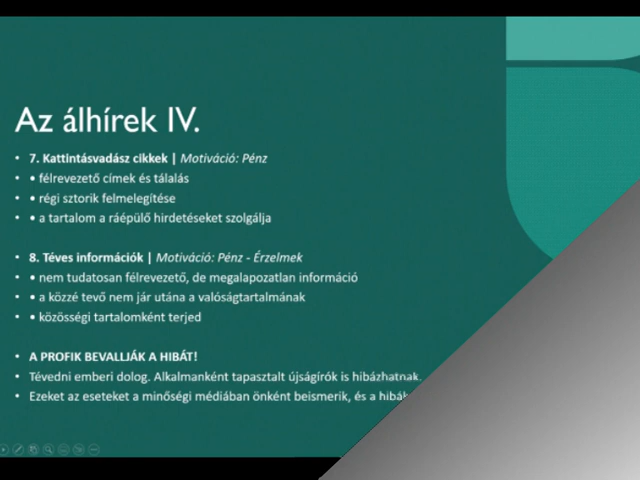 Az álhírek IV.
• 7. Kattintásvadász cikkek | Motiváció: Pénz
• • félrevezető címek és tálalás
• • régi sztorik felmelegítése
• • a tartalom a ráépülő hirdetéseket szolgálja
• 8. Téves információk | Motiváció: Pénz - Érzelmek
• • nem tudatosan félrevezető, de megalapozatlan információ
• • a közzé tevő nem jár utána a valóságtartalmának
• • közösségi tartalomként terjed
• A PROFIK BEVALLJÁK A HIBÁT!
• Tévedni emberi dolog. Alkalmanként tapasztalt újságírók is hibázhatnak.
• Ezeket az eseteket a minőségi médiában önként beismerik, és a